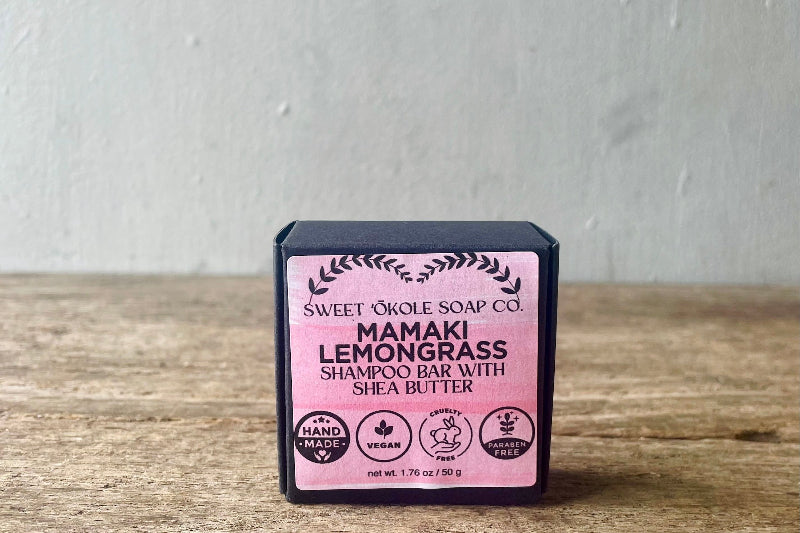 SWEET ʻŌKOLE SOAP CO.
MAMAKI
LEMONGRASS
SHAMPOO BAR WITH
SHEA BUTTER
HAND
MADE
VEGAN
CRUELTY
FREE
PARABEN
FREE
net wt. 1.76 oz / 50 g